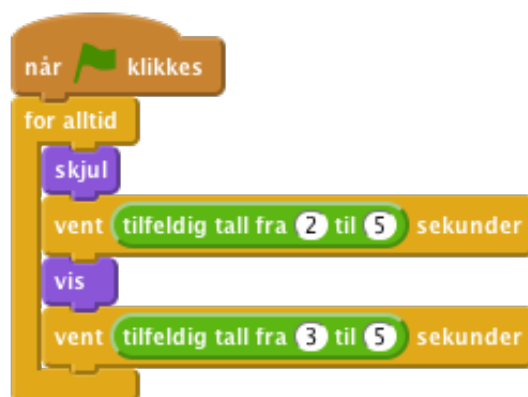 når klikkes
for alltid
skjul
vent tilfeldig tall fra 2 til 5 sekunder
vis
vent tilfeldig tall fra 3 til 5 sekunder